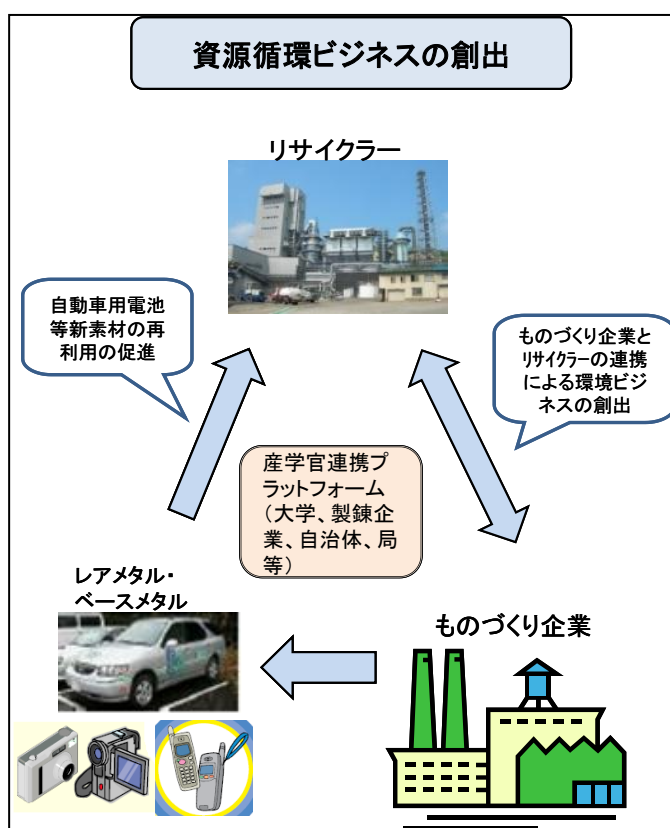 資源循環ビジネスの創出
リサイクラー
自動車用電池
等新素材の再
利用の促進
ものづくり企業と
リサイクラーの連携
による環境ビジ
ネスの創出
産学官連携プ
ラットフォーム
（大学、製錬企
業、自治体、局
等）
レアメタル・
ベースメタル
ものづくり企業